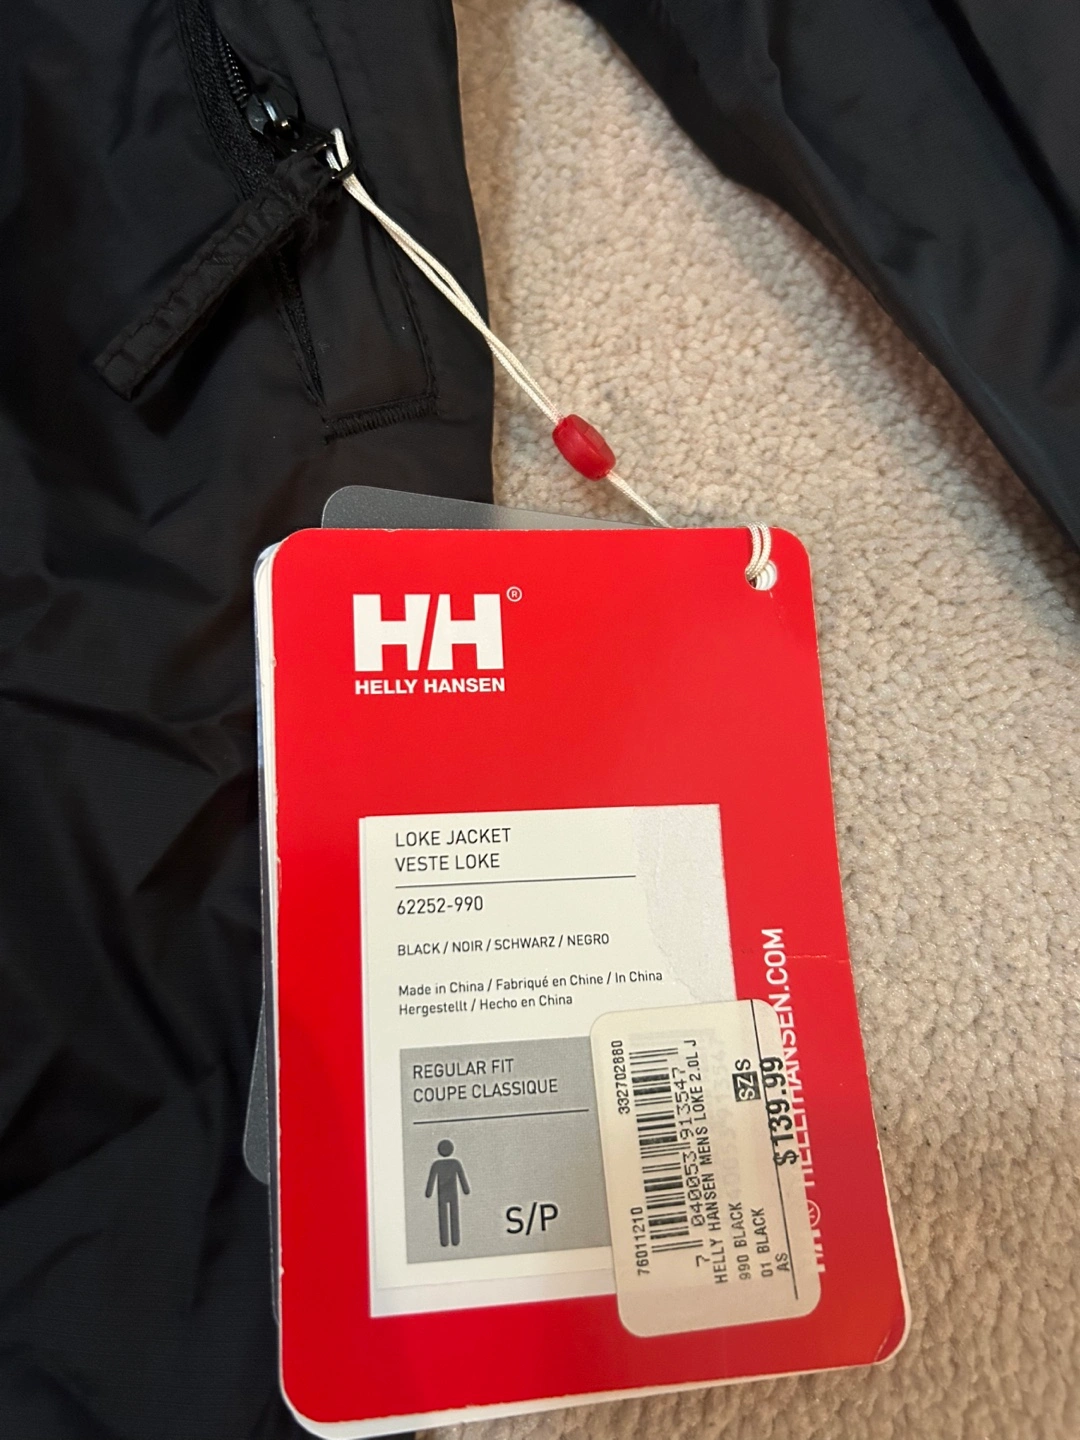 HH®
HELLY HANSEN
LOKE JACKET
VESTE LOKE
62252-990
BLACK / NOIR / SCHWARZ / NEGRO
Made in China / Fabriqué en Chine / In China
Hergestellt / Hecho en China
REGULAR FIT
COUPE CLASSIQUE
S/P
HH® HELLYHANSEN.COM
76011210 332702880
7 040053 913547
HELLY HANSEN MENS LOKE 2.0L J
990 BLACK SZ S
01 BLACK
AS $139.99